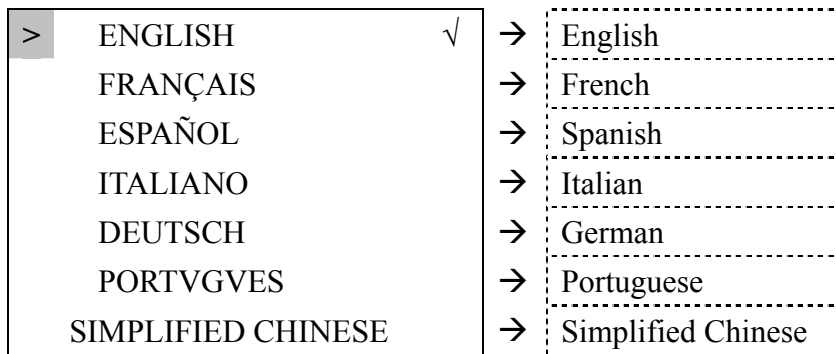 > ENGLISH √ → English
FRANÇAIS → French
ESPAÑOL → Spanish
ITALIANO → Italian
DEUTSCH → German
PORTVGVES → Portuguese
SIMPLIFIED CHINESE → Simplified Chinese